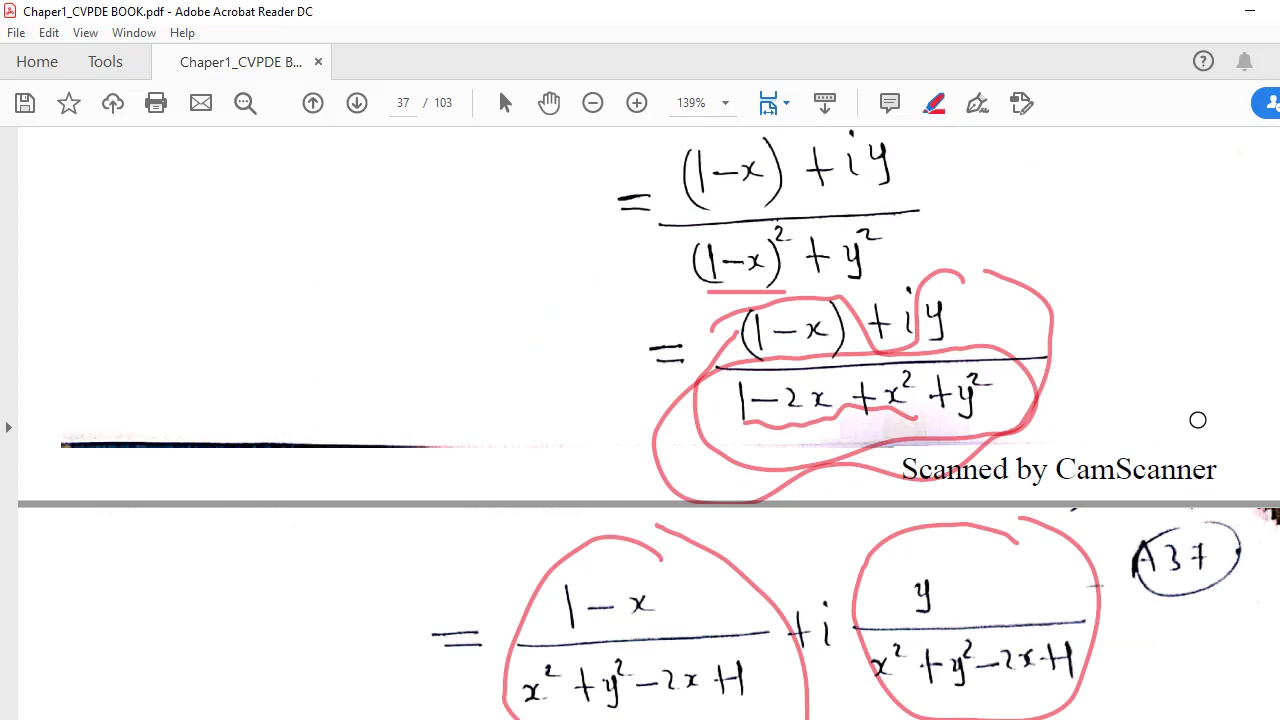 Chaper1_CVPDE BOOK.pdf - Adobe Acrobat Reader DC
File Edit View Window Help
Home Tools Chaper1_CVPDE B... ×
37 / 103 139%
(1-x) + iy
=
(1-x)² + y²
(1-x) + iy
=
1-2x + x² + y²
Scanned by CamScanner
A37
1-x y
= +i
x² + y² - 2x + 1 x² + y² - 2x + 1